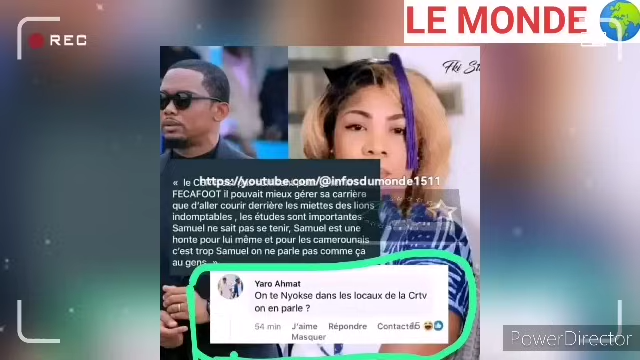 REC
LE MONDE
Fki St
https://youtube.com/@infosdumonde1511
« le
FECAFOOT il pouvait mieux gérer sa carrière
que d'aller courir derrière les miettes des lions
indomptables , les études sont importantes
Samuel ne sait pas se tenir, Samuel est une
honte pour lui même et pour les camerounais
c'est trop Samuel on ne parle pas comme ça
au gens »
Yaro Ahmat
On te Nyokse dans les locaux de la Crtv
on en parle ?
54 min J'aime Répondre Contacter
Masquer
PowerDirector